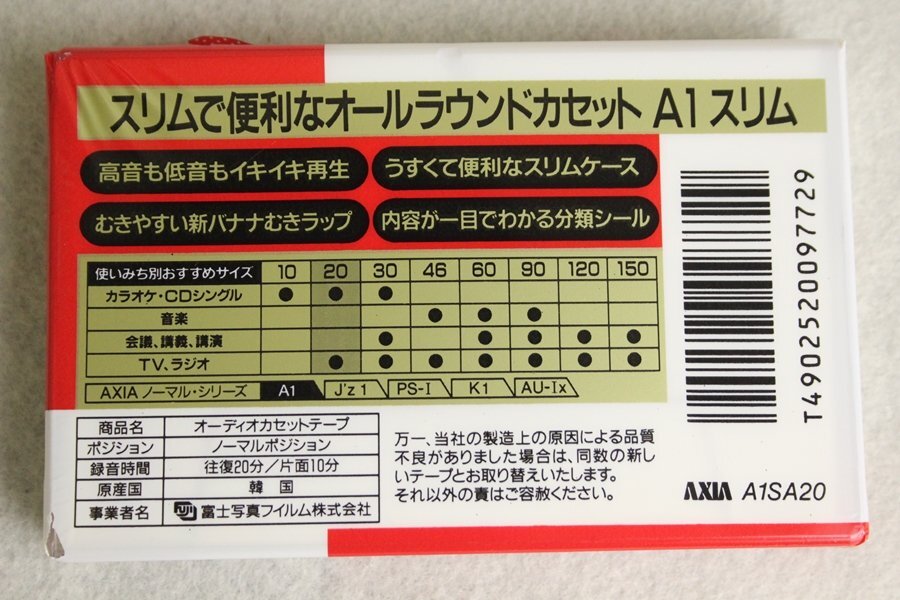 スリムで便利なオールラウンドカセット A1 スリム
高音も低音もイキイキ再生
うすくて便利なスリムケース
むきやすい新バナナむきラップ
内容が一目でわかる分類シール
使いみち別おすすめサイズ 10 20 30 46 60 90 120 150
カラオケ・CDシングル ● ● ●
音楽 ● ● ●
会議、講義、講演 ● ● ● ● ●
TV、ラジオ ● ● ● ● ● ● ●
AXIA ノーマル・シリーズ A1 J'z 1 PS-I K1 AU-Ix
商品名 オーディオカセットテープ
ポジション ノーマルポジション
録音時間 往復20分/片面10分
原産国 韓国
事業者名 FUJI 富士写真フイルム株式会社
万一、当社の製造上の原因による品質
不良がありました場合は、同数の新し
いテープとお取り替えいたします。
それ以外の責はご容赦ください。
T4902520097729
AXIA A1SA20